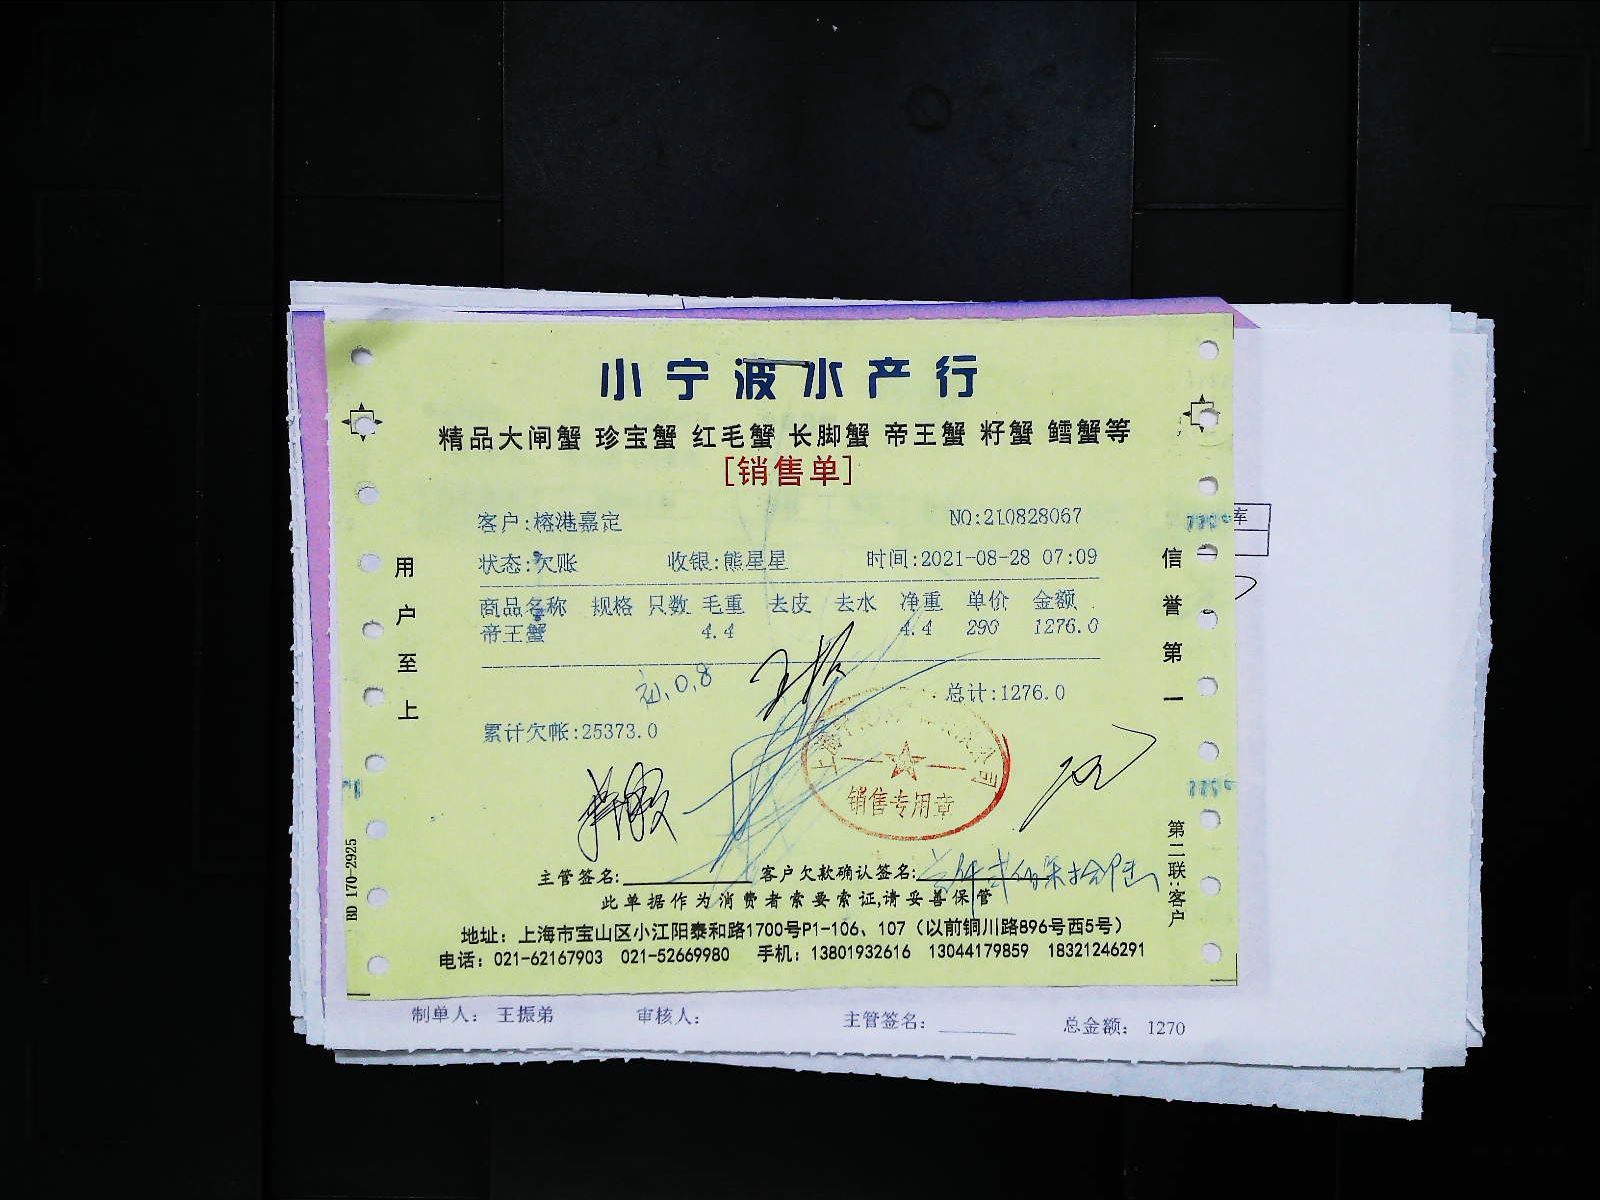 小宁波水产行
精品大闸蟹 珍宝蟹 红毛蟹 长脚蟹 帝王蟹 籽蟹 鳕蟹等
[销售单]
客户:榕港嘉定 NO:210828067
状态:欠账 收银:熊星星 时间:2021-08-28 07:09
商品名称 规格 只数 毛重 去皮 去水 净重 单价 金额
帝王蟹 4.4 4.4 290 1276.0
总计:1276.0
累计欠帐:25373.0
销售专用章
主管签名: 客户欠款确认签名:
此单据作为消费者索要索证,请妥善保管
地址：上海市宝山区小江阳泰和路1700号P1-106、107（以前铜川路896号西5号）
电话：021-62167903 021-52669980 手机：13801932616 13044179859 18321246291
用户至上
信誉第一
第二联:客户
BD 170-2925
库
制单人： 王振弟 审核人: 主管签名: 总金额： 1270